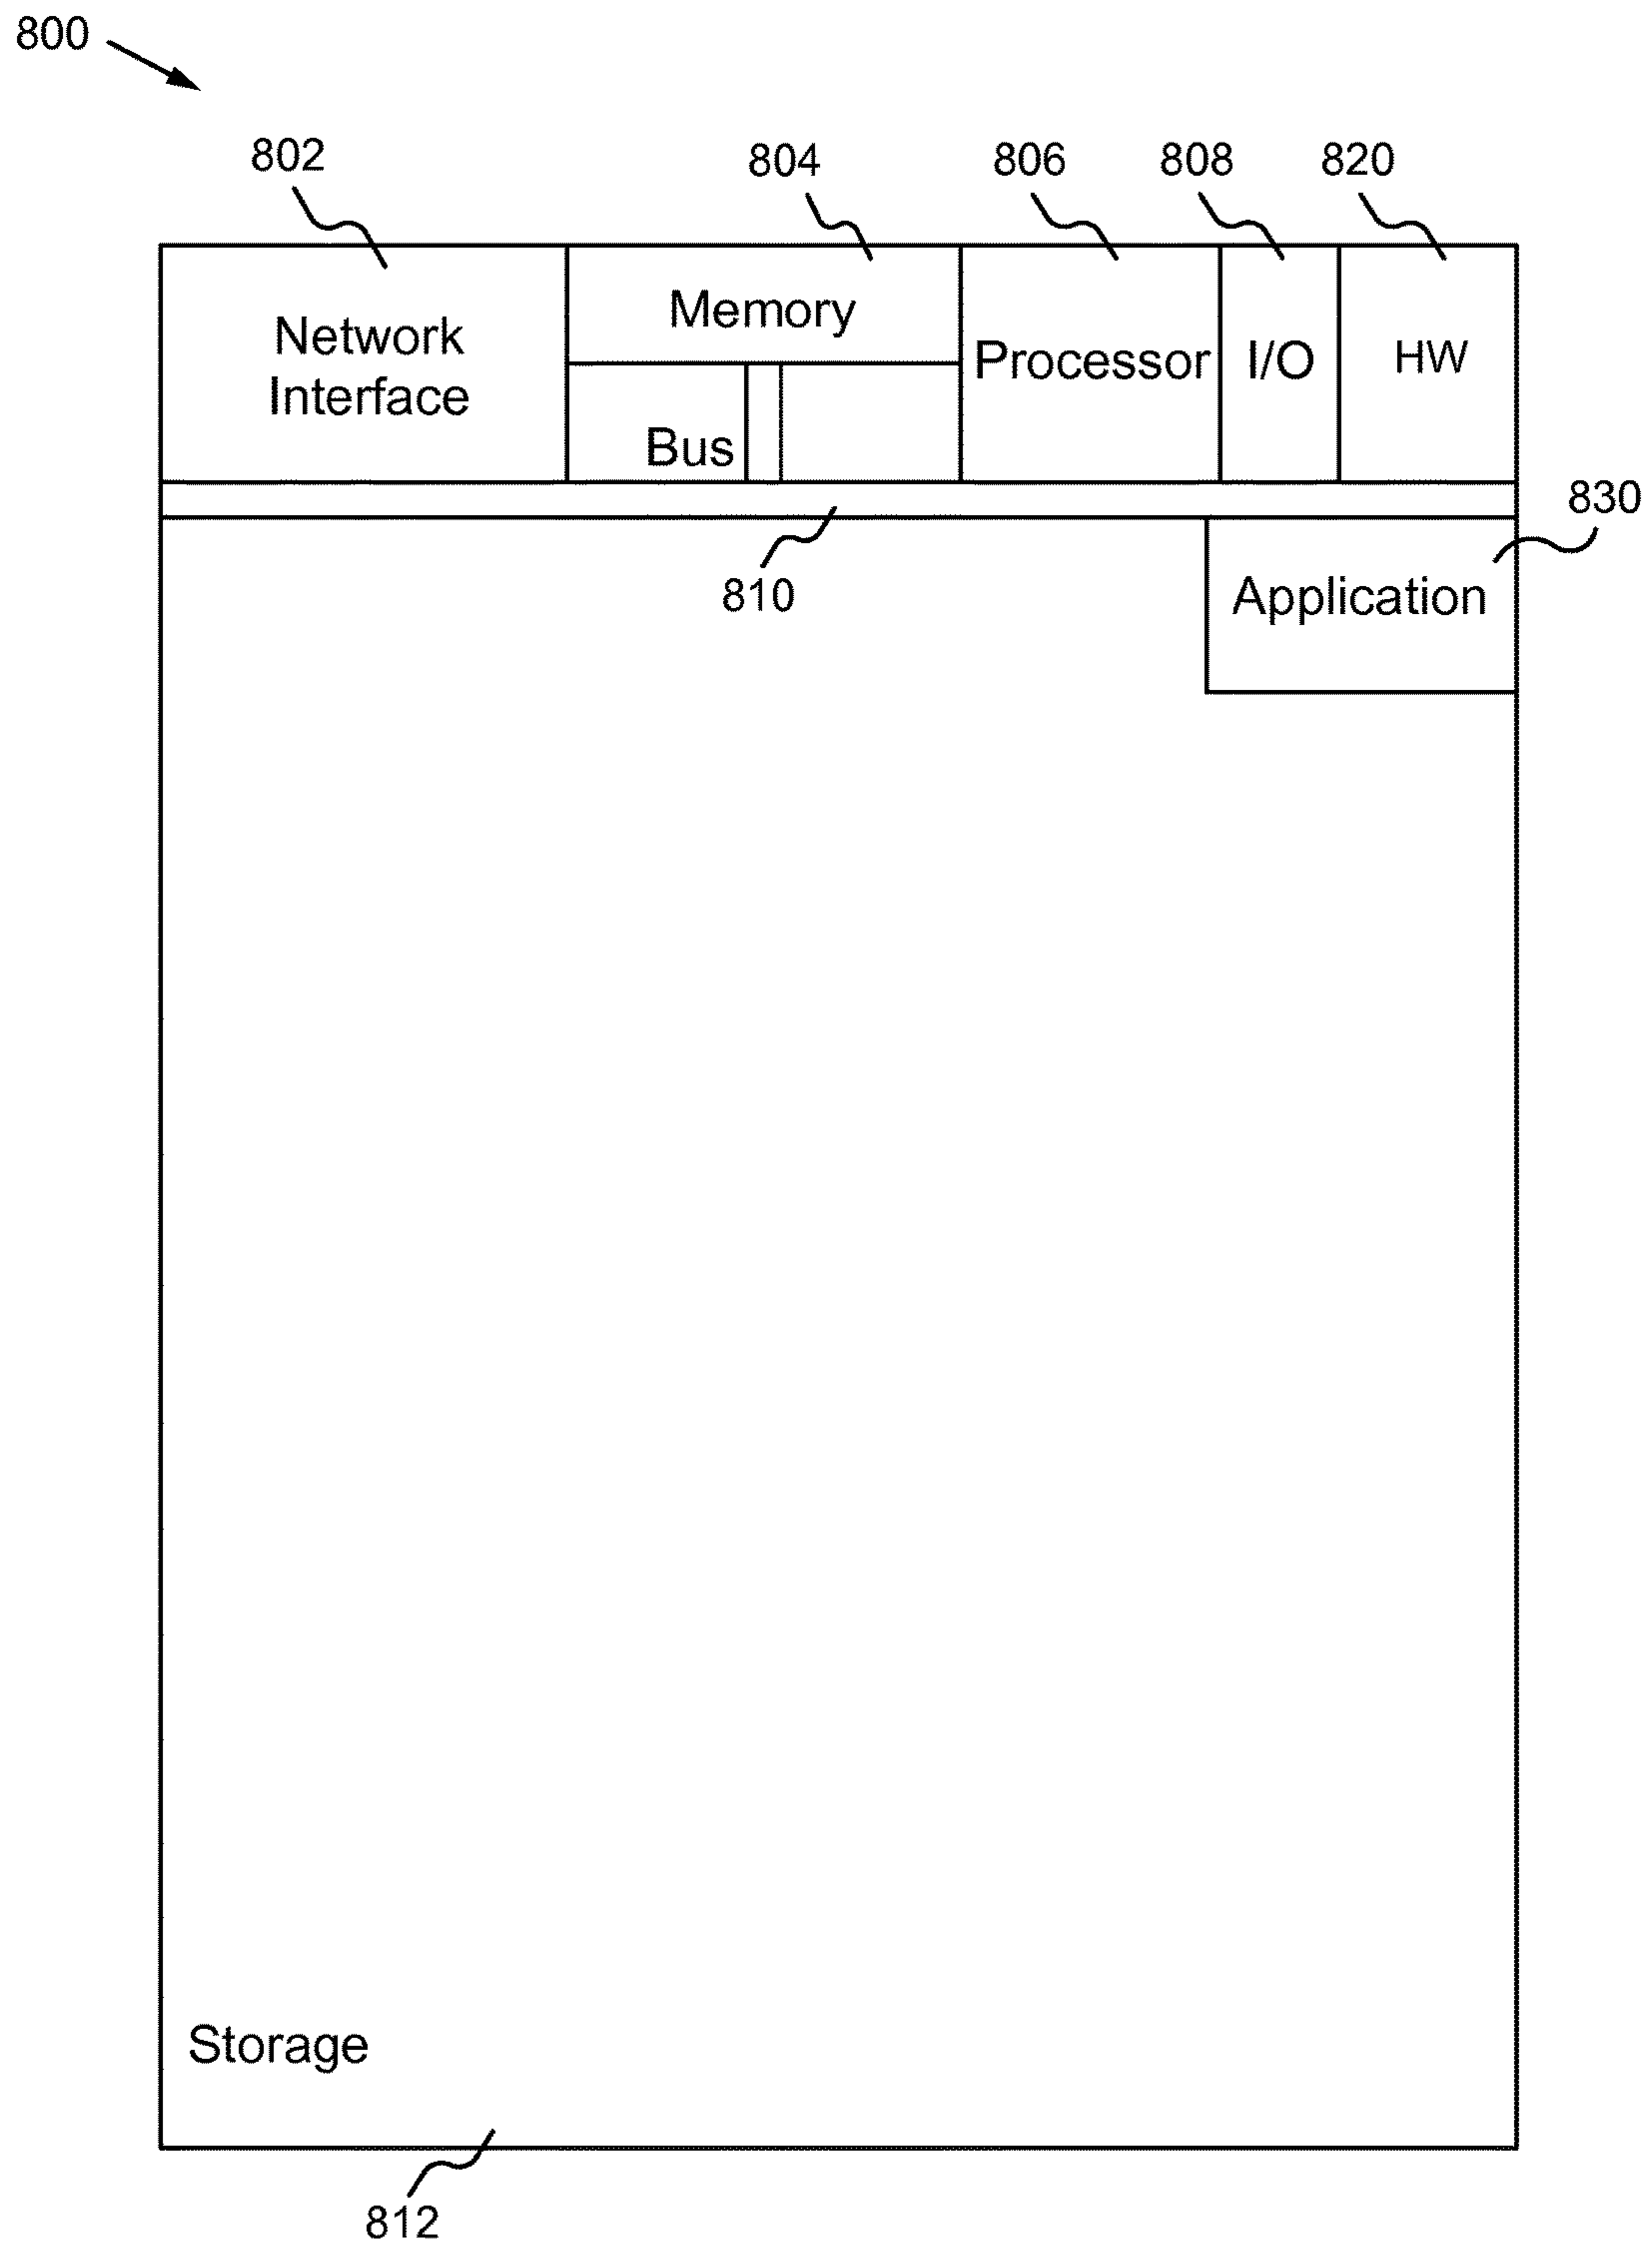 800
802
804
806
808
820
Network
Interface
Memory
Bus
Processor
I/O
HW
830
810
Application
Storage
812